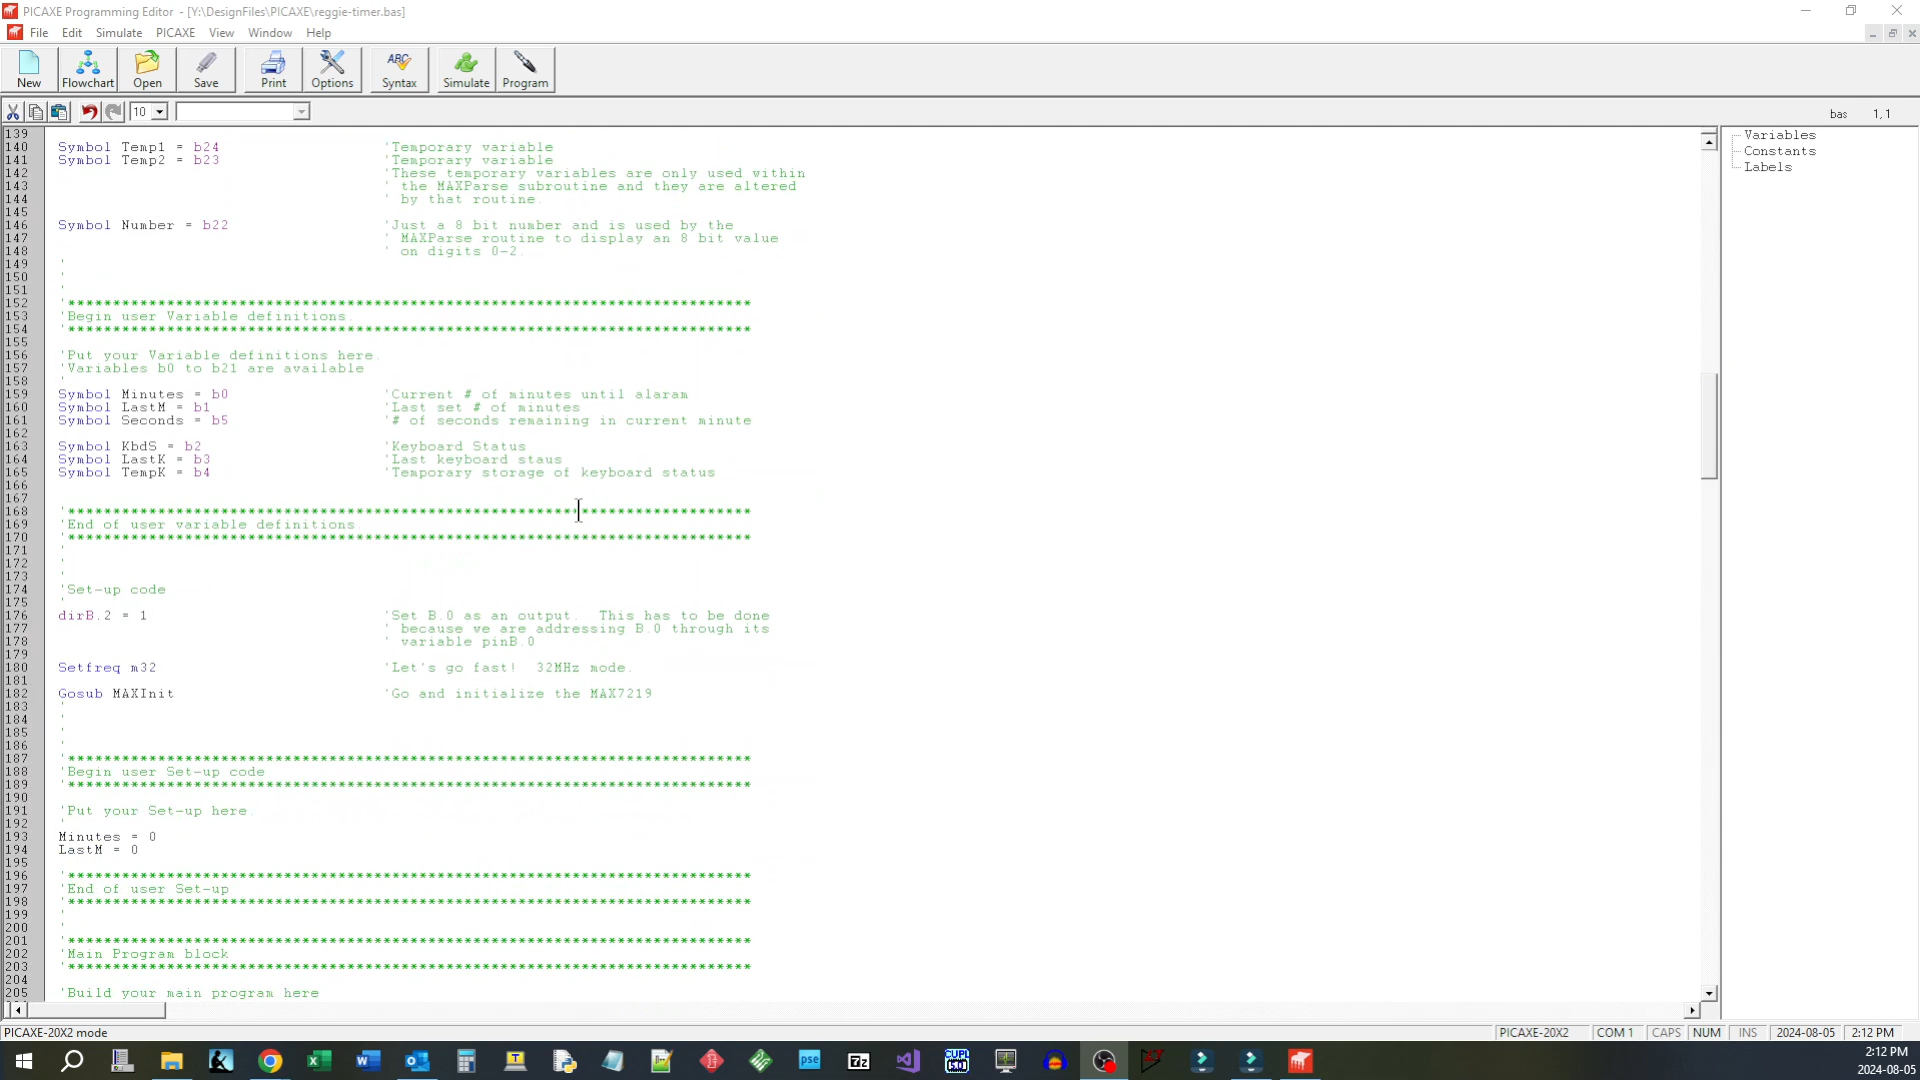 PICAXE Programming Editor - [Y:\DesignFiles\PICAXE\reggie-timer.bas]
File Edit Simulate PICAXE View Window Help
New Flowchart Open Save Print Options Syntax Simulate Program
10
bas 1,1
Variables
Constants
Labels
139
140 Symbol Temp1 = b24 'Temporary variable
141 Symbol Temp2 = b23 'Temporary variable
142 'These temporary variables are only used within
143 ' the MAXParse subroutine and they are altered
144 ' by that routine.
145
146 Symbol Number = b22 'Just a 8 bit number and is used by the
147 ' MAXParse routine to display an 8 bit value
148 ' on digits 0-2.
149 '
150 '
151 '
152 '****************************************************************************
153 'Begin user Variable definitions.
154 '****************************************************************************
155
156 'Put your Variable definitions here.
157 'Variables b0 to b21 are available
158 '
159 Symbol Minutes = b0 'Current # of minutes until alaram
160 Symbol LastM = b1 'Last set # of minutes
161 Symbol Seconds = b5 '# of seconds remaining in current minute
162
163 Symbol KbdS = b2 'Keyboard Status
164 Symbol LastK = b3 'Last keyboard staus
165 Symbol TempK = b4 'Temporary storage of keyboard status
166
167
168 '****************************************************************************
169 'End of user variable definitions.
170 '****************************************************************************
171 '
172 '
173 '
174 'Set-up code
175 '
176 dirB.2 = 1 'Set B.0 as an output. This has to be done
177 ' because we are addressing B.0 through its
178 ' variable pinB.0
179
180 Setfreq m32 'Let's go fast! 32MHz mode.
181
182 Gosub MAXInit 'Go and initialize the MAX7219
183 '
184 '
185 '
186 '
187 '****************************************************************************
188 'Begin user Set-up code
189 '****************************************************************************
190
191 'Put your Set-up here.
192 '
193 Minutes = 0
194 LastM = 0
195
196 '****************************************************************************
197 'End of user Set-up
198 '****************************************************************************
199 '
200 '
201 '****************************************************************************
202 'Main Program block
203 '****************************************************************************
204
205 'Build your main program here
PICAXE-20X2 mode PICAXE-20X2 COM 1 CAPS NUM INS 2024-08-05 2:12 PM
pse 7z CUPL
2:12 PM
2024-08-05